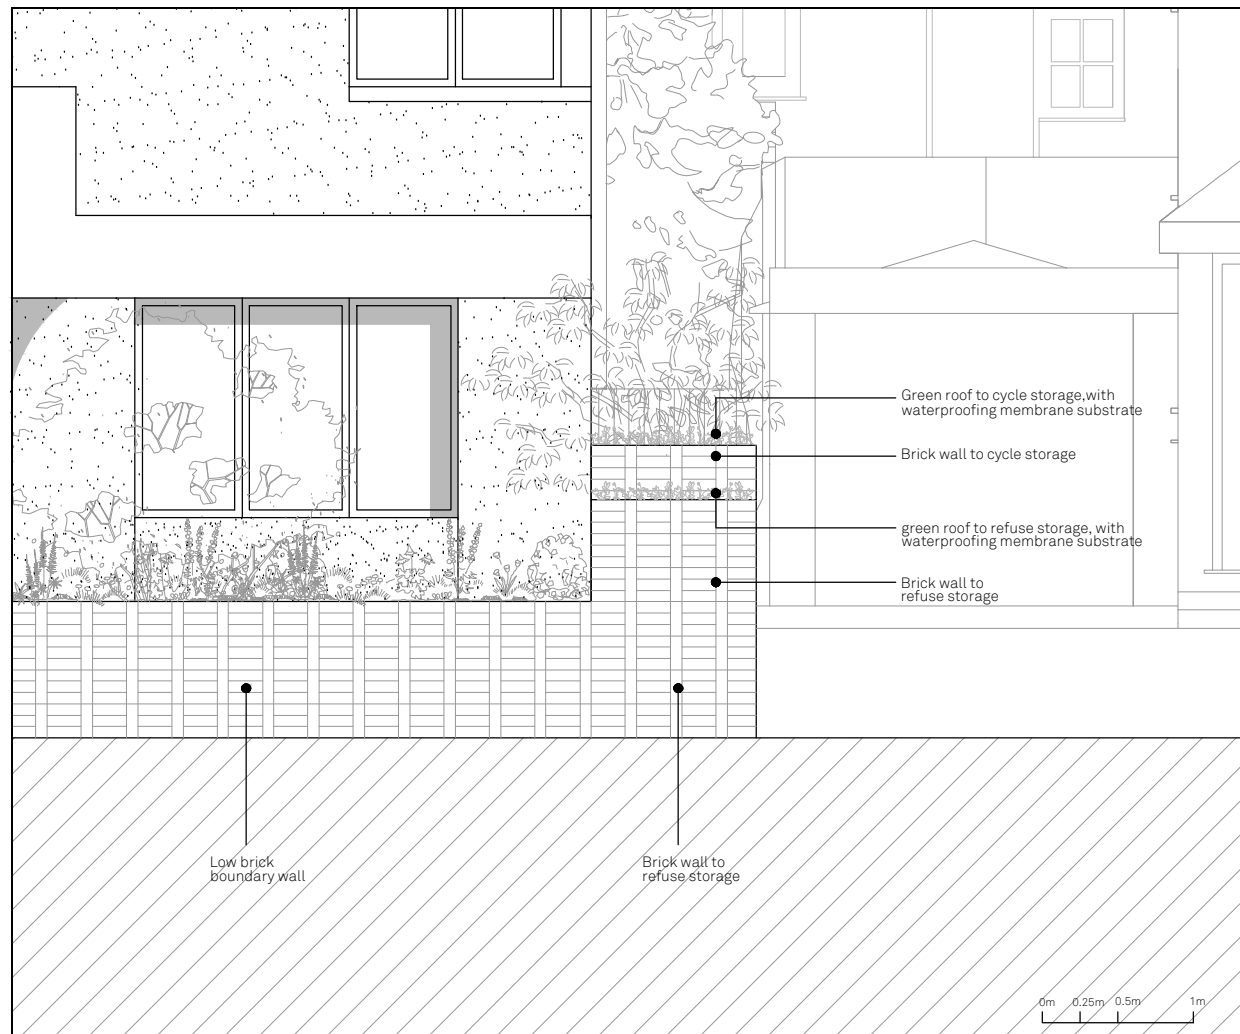 Green roof to cycle storage,with
waterproofing membrane substrate
Brick wall to cycle storage
green roof to refuse storage, with
waterproofing membrane substrate
Brick wall to
refuse storage
Low brick
boundary wall
Brick wall to
refuse storage
0m 0.25m 0.5m 1m